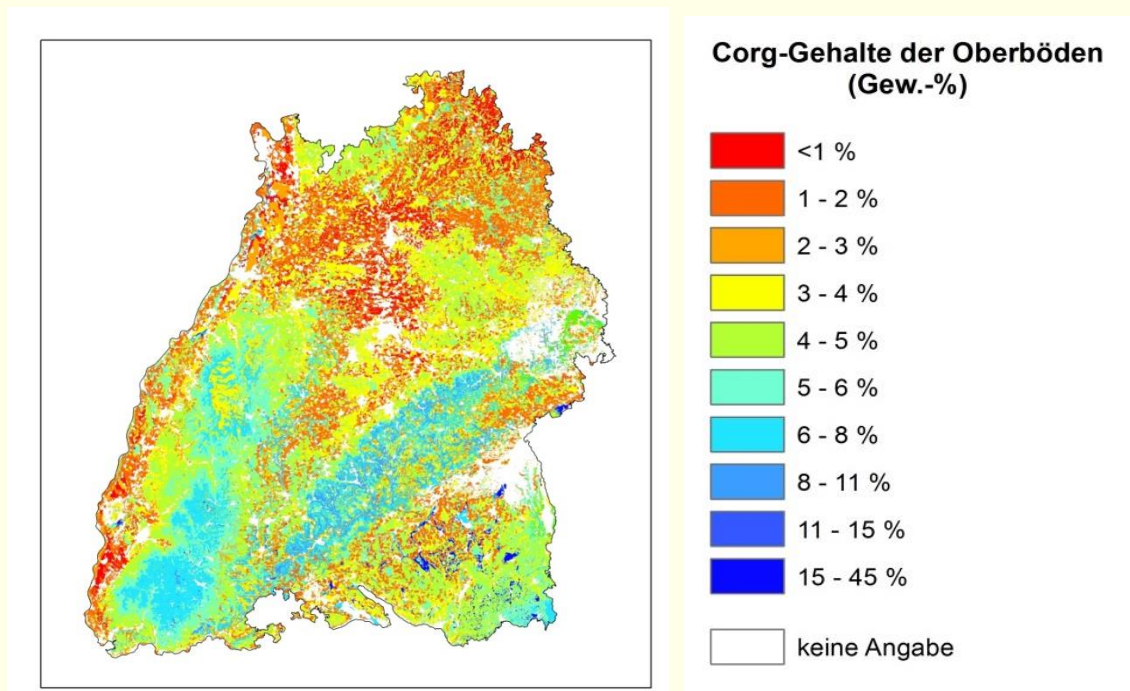 Corg-Gehalte der Oberböden
(Gew.-%)
<1 %
1 - 2 %
2 - 3 %
3 - 4 %
4 - 5 %
5 - 6 %
6 - 8 %
8 - 11 %
11 - 15 %
15 - 45 %
keine Angabe